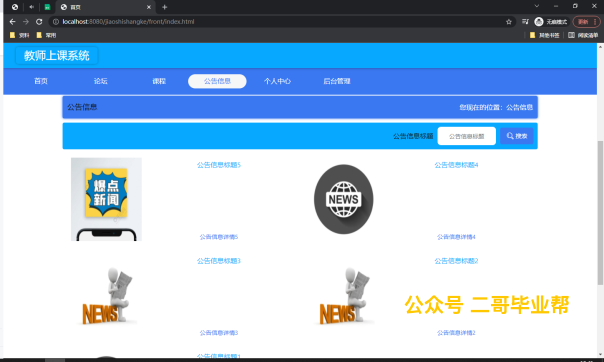 首页
localhost:8080/jiaoshishangke/front/index.html
无痕模式
更新
资料
常用
其他书签
阅读清单
教师上课系统
首页
论坛
课程
公告信息
个人中心
后台管理
公告信息
您现在的位置：公告信息
公告信息标题
公告信息标题
搜索
爆点
新闻
公告信息标题5
公告信息详情5
NEWS
公告信息标题4
公告信息详情4
NEWS
公告信息标题3
公告信息详情3
NEWS
公告信息标题2
公告信息详情2
公众号 二哥毕业帮
公告信息标题1